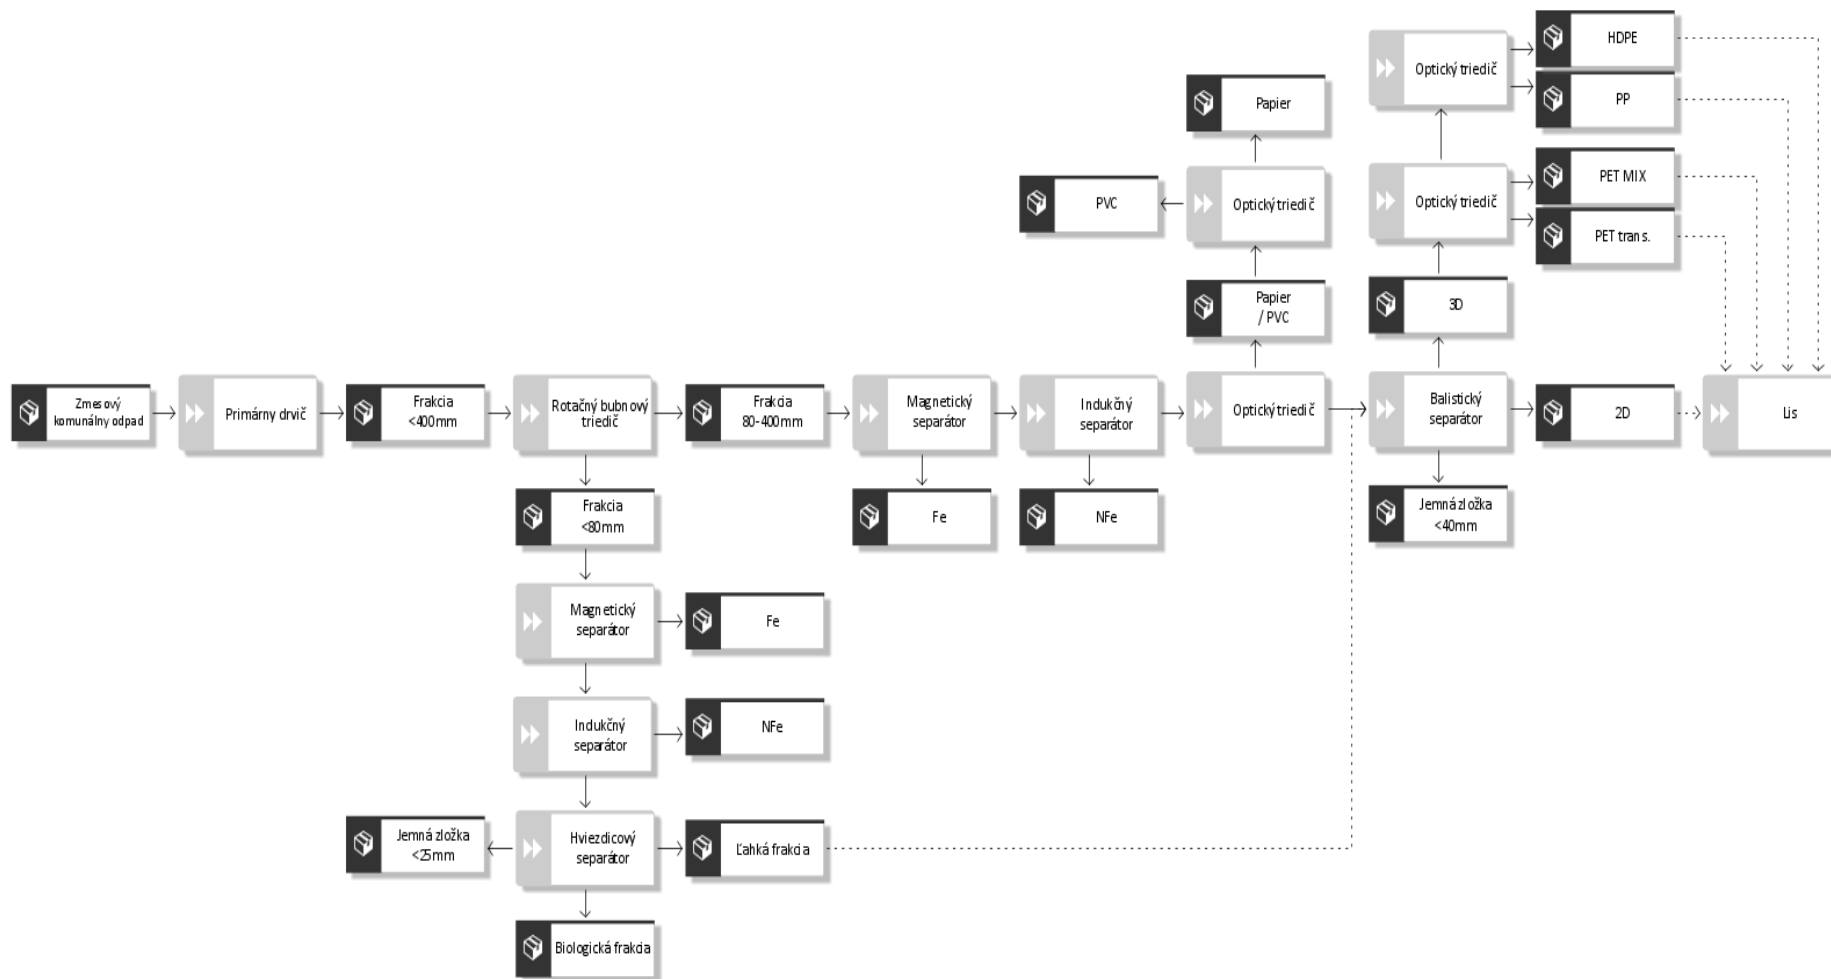 HDPE
Optický triedič
PP
Papier
PET MIX
Optický triedič
Optický triedič
PVC
PET trans.
Papier
/ PVC
3D
Zmesový
komunálny odpad
Primárny drvič
Frakcia
<400mm
Rotačný bubnový
triedič
Frakcia
80-400mm
Magnetický
separátor
Indukčný
separátor
Optický triedič
Balistický
separátor
2D
Lis
Frakcia
<80mm
Fe
NFe
Jemná zložka
<40mm
Magnetický
separátor
Fe
Indukčný
separátor
NFe
Jemná zložka
<25mm
Hviezdicový
separátor
Ľahká frakcia
Biologická frakcia